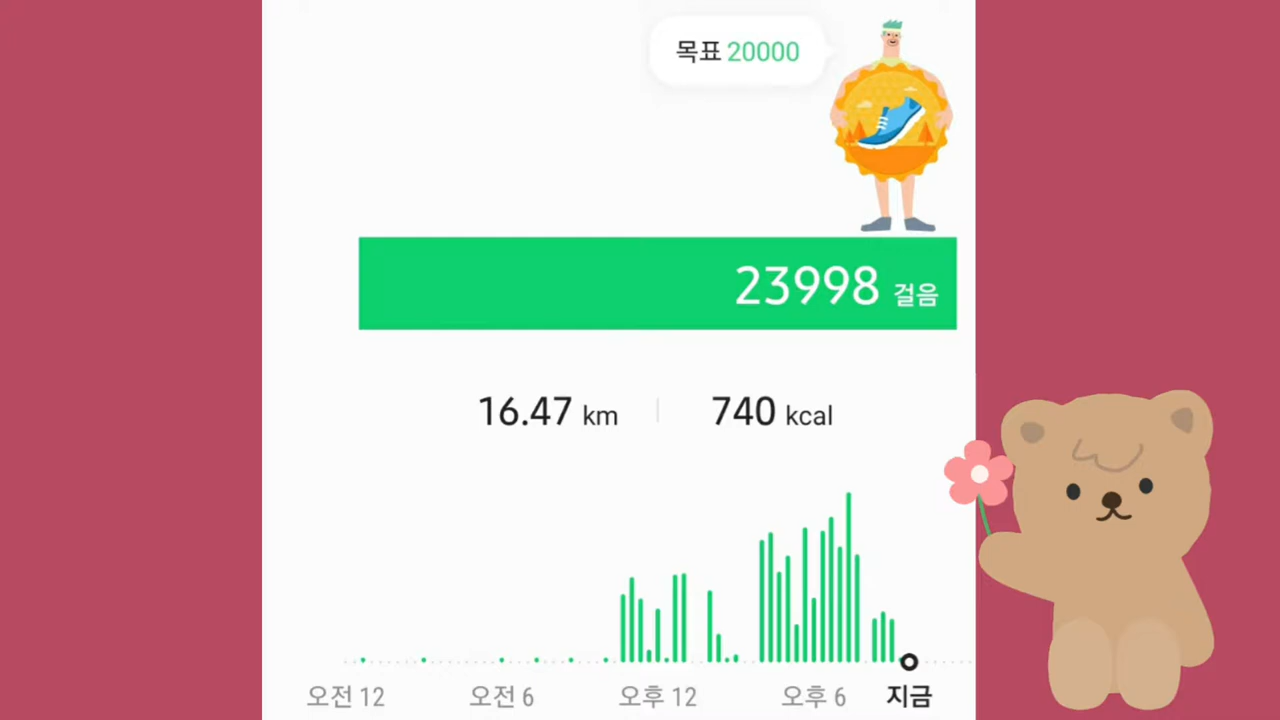 목표 20000
23998 걸음
16.47 km 740 kcal
오전 12 오전 6 오후 12 오후 6 지금